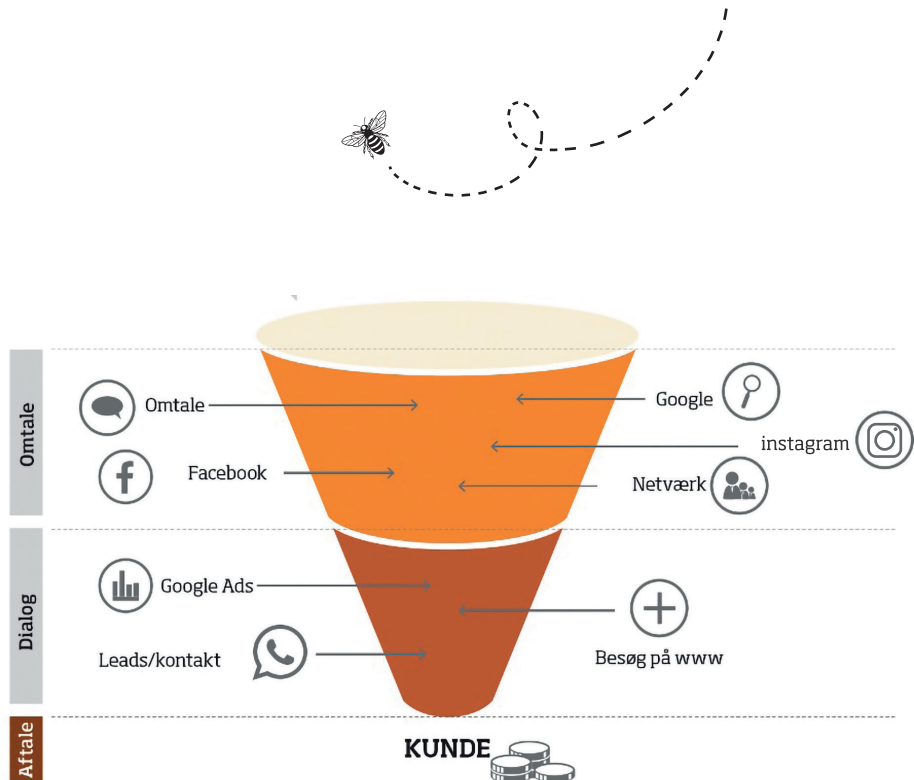 Omtale
Omtale
Google
instagram
Facebook
Netværk
Dialog
Google Ads
Leads/kontakt
Besøg på www
Aftale
KUNDE